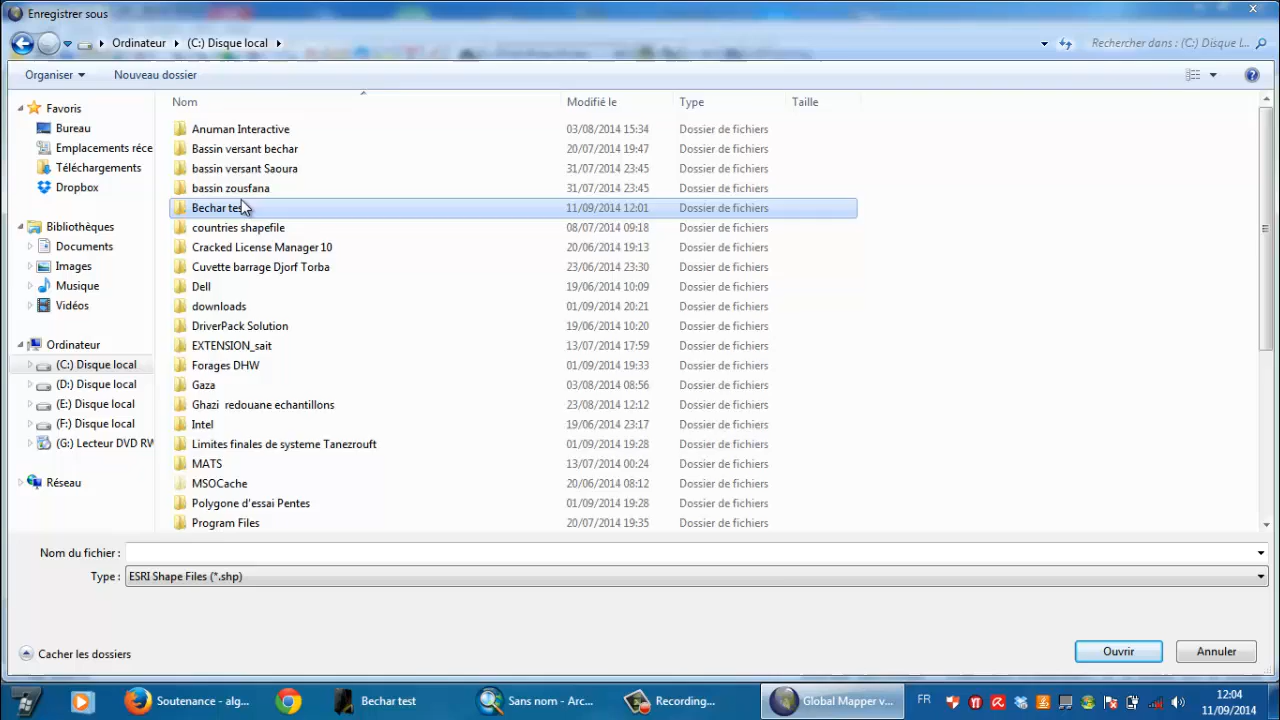 Enregistrer sous
Ordinateur (C:) Disque local
Rechercher dans : (C:) Disque l...
Organiser Nouveau dossier
Nom Modifié le Type Taille
Favoris
Bureau
Emplacements réce
Téléchargements
Dropbox
Bibliothèques
Documents
Images
Musique
Vidéos
Ordinateur
(C:) Disque local
(D:) Disque local
(E:) Disque local
(F:) Disque local
(G:) Lecteur DVD RW
Réseau
Anuman Interactive 03/08/2014 15:34 Dossier de fichiers
Bassin versant bechar 20/07/2014 19:47 Dossier de fichiers
bassin versant Saoura 31/07/2014 23:45 Dossier de fichiers
bassin zousfana 31/07/2014 23:45 Dossier de fichiers
Bechar test 11/09/2014 12:01 Dossier de fichiers
countries shapefile 08/07/2014 09:18 Dossier de fichiers
Cracked License Manager 10 20/06/2014 19:13 Dossier de fichiers
Cuvette barrage Djorf Torba 23/06/2014 23:30 Dossier de fichiers
Dell 19/06/2014 10:09 Dossier de fichiers
downloads 01/09/2014 20:21 Dossier de fichiers
DriverPack Solution 19/06/2014 10:20 Dossier de fichiers
EXTENSION_sait 13/07/2014 17:59 Dossier de fichiers
Forages DHW 01/09/2014 19:33 Dossier de fichiers
Gaza 03/08/2014 08:56 Dossier de fichiers
Ghazi redouane echantillons 23/08/2014 12:12 Dossier de fichiers
Intel 19/06/2014 23:17 Dossier de fichiers
Limites finales de systeme Tanezrouft 01/09/2014 19:28 Dossier de fichiers
MATS 13/07/2014 00:24 Dossier de fichiers
MSOCache 20/06/2014 08:12 Dossier de fichiers
Polygone d'essai Pentes 01/09/2014 19:28 Dossier de fichiers
Program Files 20/07/2014 19:35 Dossier de fichiers
Nom du fichier :
Type : ESRI Shape Files (*.shp)
Cacher les dossiers
Ouvrir Annuler
Soutenance - alg... Bechar test Sans nom - Arc... Recording... Global Mapper v... FR 12:04
11/09/2014